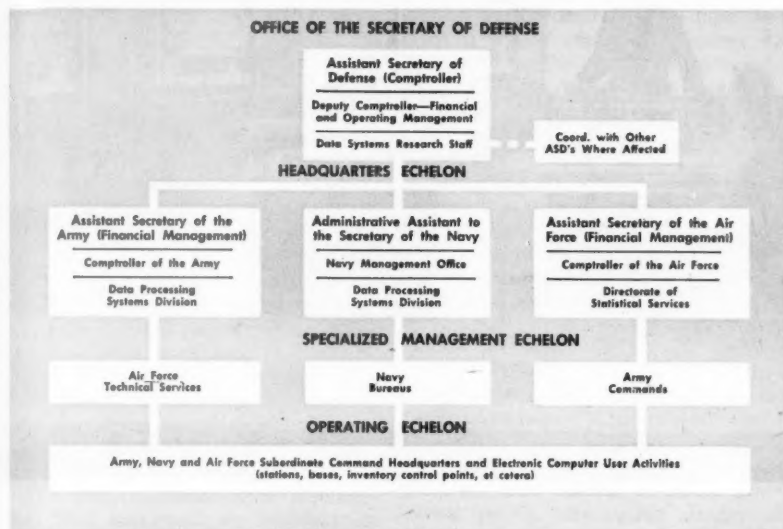 OFFICE OF THE SECRETARY OF DEFENSE
Assistant Secretary of
Defense (Comptroller)
Deputy Comptroller—Financial
and Operating Management
Data Systems Research Staff
Coord. with Other
ASD's Where Affected
HEADQUARTERS ECHELON
Assistant Secretary of the
Army (Financial Management)
Comptroller of the Army
Data Processing
Systems Division
Administrative Assistant to
the Secretary of the Navy
Navy Management Office
Data Processing
Systems Division
Assistant Secretary of the Air
Force (Financial Management)
Comptroller of the Air Force
Directorate of
Statistical Services
SPECIALIZED MANAGEMENT ECHELON
Air Force
Technical Services
Navy
Bureaus
Army
Commands
OPERATING ECHELON
Army, Navy and Air Force Subordinate Command Headquarters and Electronic Computer User Activities
(stations, bases, inventory control points, et cetera)